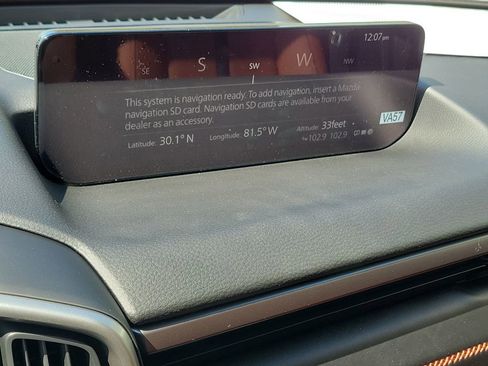 12:07pm
SE S SW W NW
This system is navigation ready. To add navigation, insert a Mazda
navigation SD card. Navigation SD cards are available from your
dealer as an accessory.
Latitude: 30.1° N Longitude: 81.5° W Altitude: 33feet
102.9 102.9
VA57